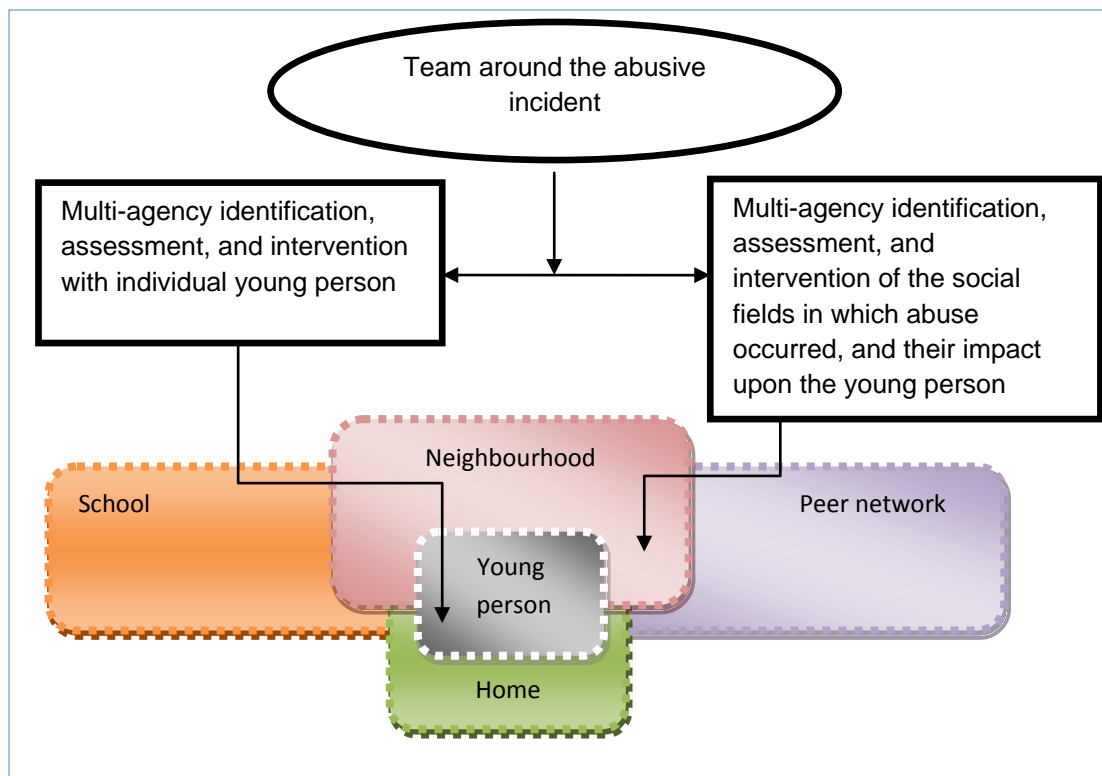 Team around the abusive
incident
Multi-agency identification,
assessment, and intervention
with individual young person
Multi-agency identification,
assessment, and
intervention of the social
fields in which abuse
occurred, and their impact
upon the young person
Neighbourhood
School
Peer network
Young
person
Home